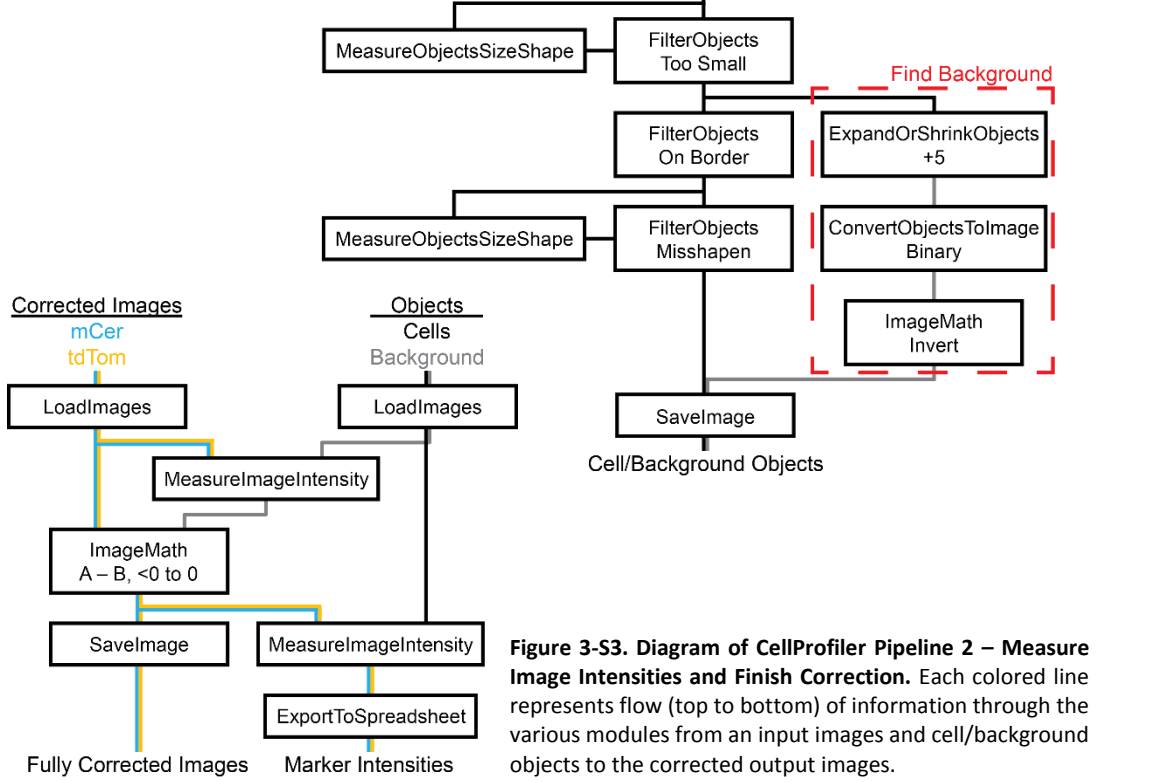 MeasureObjectsSizeShape
FilterObjects
Too Small
Find Background
FilterObjects
On Border
ExpandOrShrinkObjects
+5
MeasureObjectsSizeShape
FilterObjects
Misshapen
ConvertObjectsToImage
Binary
ImageMath
Invert
SaveImage
Cell/Background Objects
Corrected Images
mCer
tdTom
Objects
Cells
Background
LoadImages
LoadImages
MeasureImageIntensity
ImageMath
A – B, <0 to 0
SaveImage
MeasureImageIntensity
ExportToSpreadsheet
Fully Corrected Images
Marker Intensities
Figure 3-S3. Diagram of CellProfiler Pipeline 2 – Measure
Image Intensities and Finish Correction. Each colored line
represents flow (top to bottom) of information through the
various modules from an input images and cell/background
objects to the corrected output images.